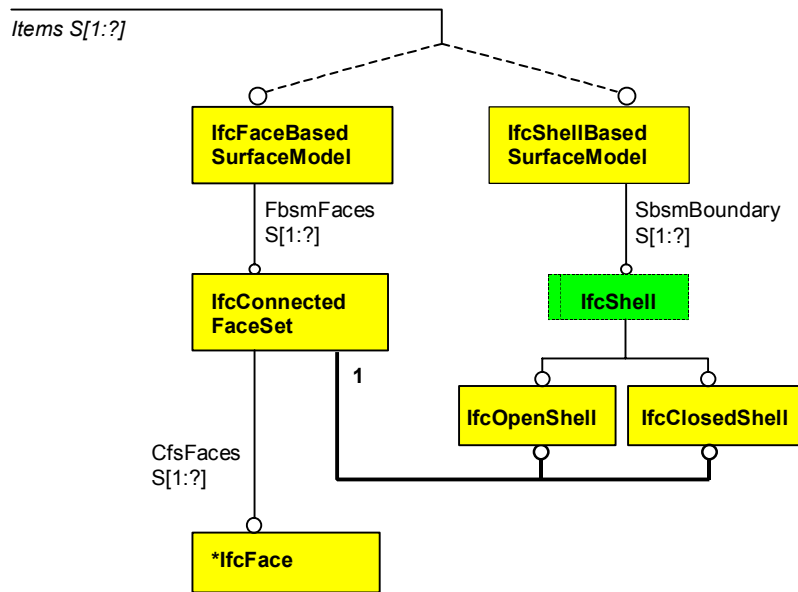 Items S[1:?]
IfcFaceBased
SurfaceModel
IfcShellBased
SurfaceModel
FbsmFaces
S[1:?]
SbsmBoundary
S[1:?]
IfcConnected
FaceSet
IfcShell
1
IfcOpenShell
IfcClosedShell
CfsFaces
S[1:?]
*IfcFace